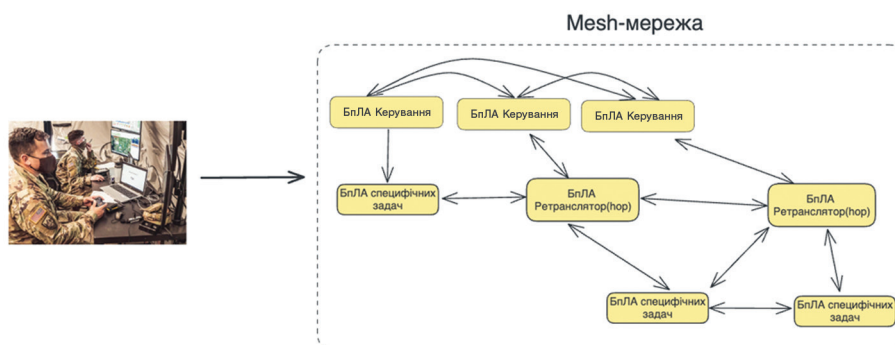 Mesh-мережа
БпЛА Керування
БпЛА Керування
БпЛА Керування
БпЛА специфічних
задач
БпЛА
Ретранслятор(hop)
БпЛА
Ретранслятор(hop)
БпЛА специфічних
задач
БпЛА специфічних
задач